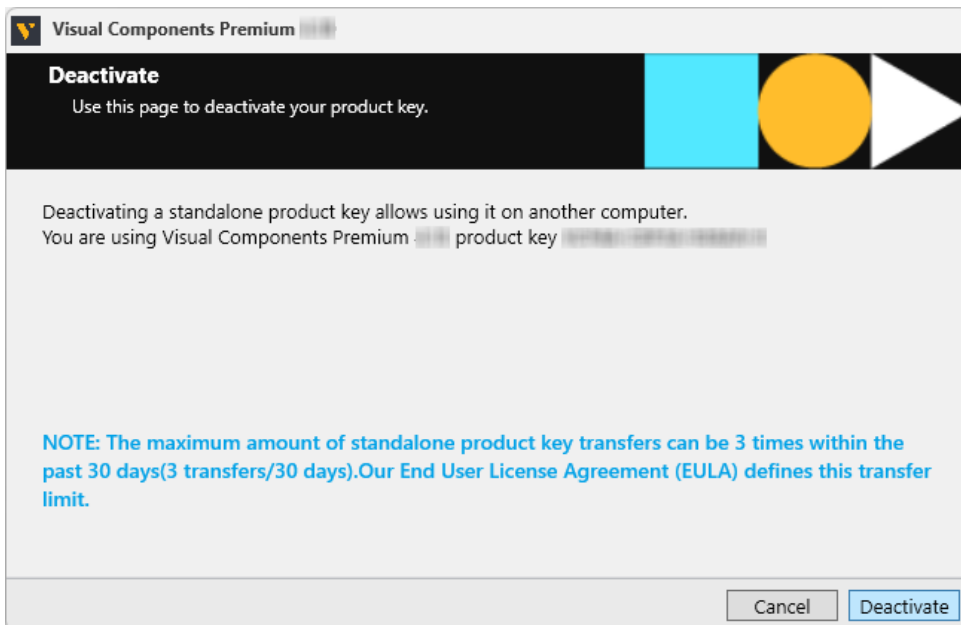 Visual Components Premium
Deactivate
Use this page to deactivate your product key.
Deactivating a standalone product key allows using it on another computer.
You are using Visual Components Premium product key
NOTE: The maximum amount of standalone product key transfers can be 3 times within the
past 30 days(3 transfers/30 days).Our End User License Agreement (EULA) defines this transfer
limit.
Cancel Deactivate